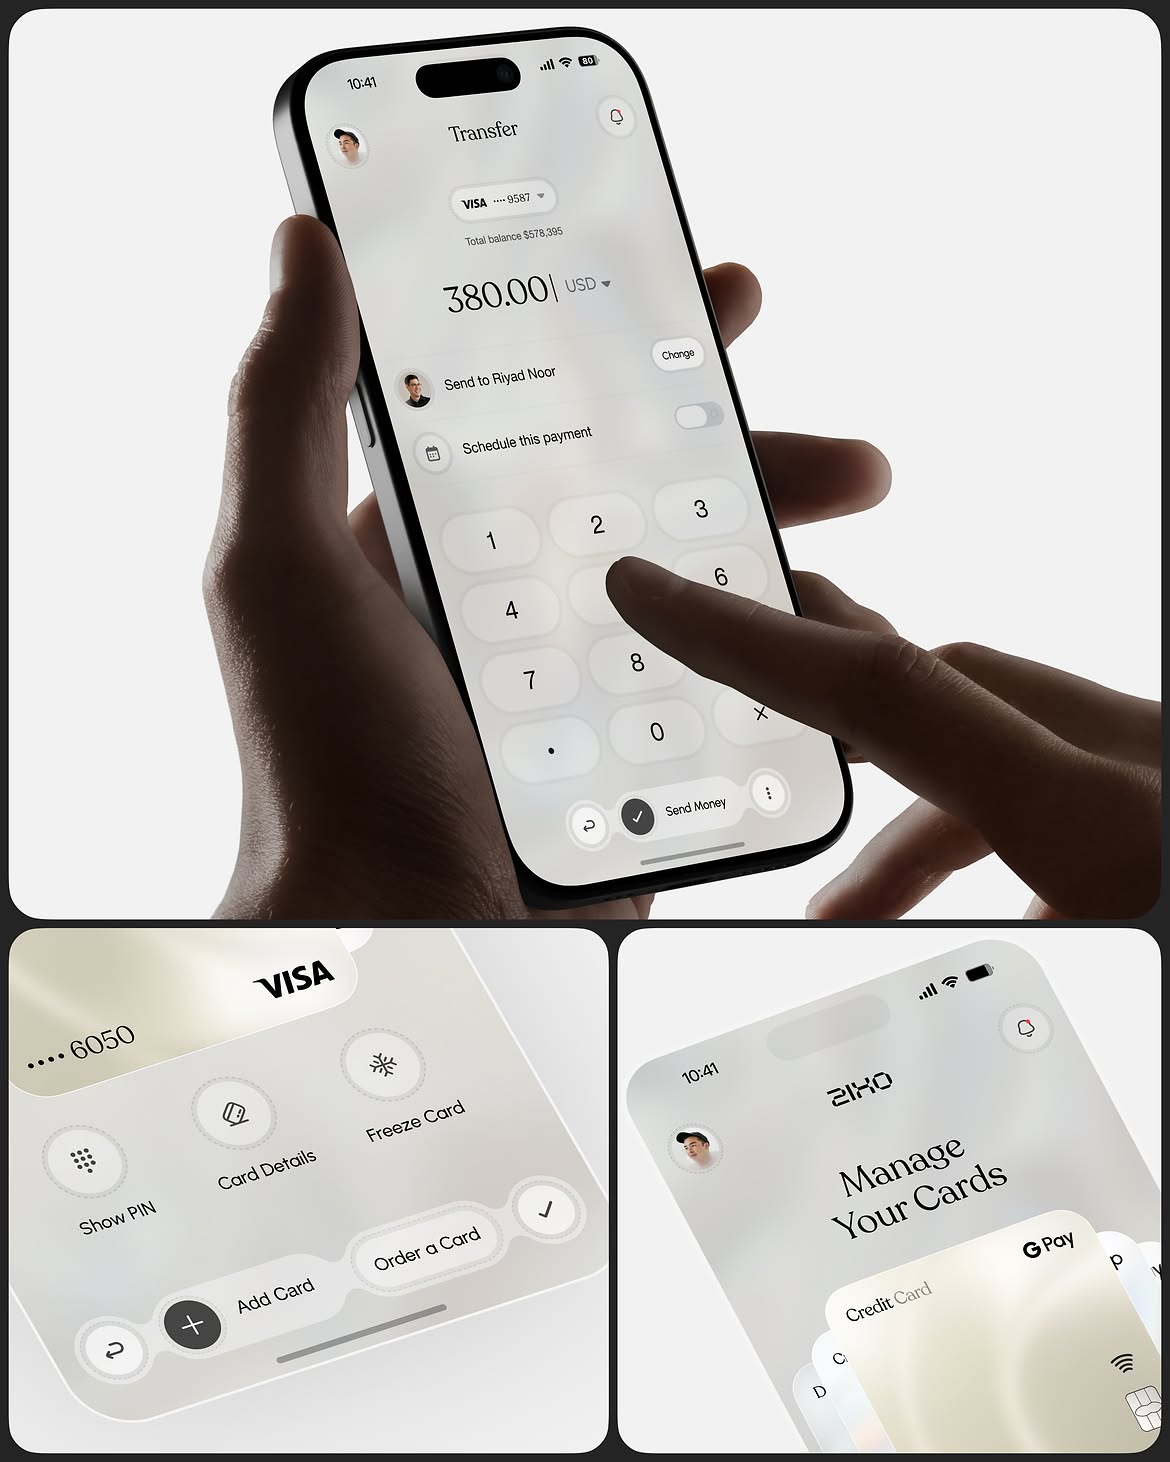 10:41
80
Transfer
VISA •••• 9587
Total balance $578,395
380.00 USD
Send to Riyad Noor
Change
Schedule this payment
1 2 3
4 6
7 8
. 0 ×
Send Money
VISA
•••• 6050
Show PIN
Card Details
Freeze Card
Add Card
Order a Card
10:41
ZIXO
Manage
Your Cards
G Pay
Credit Card
D